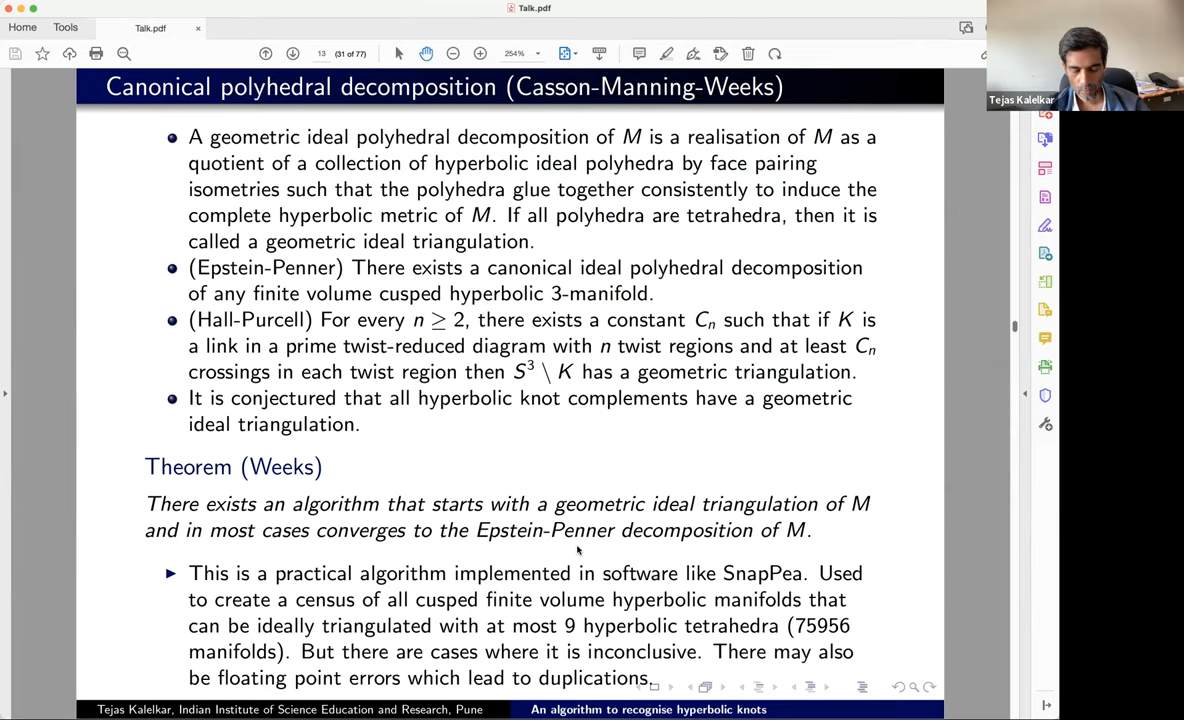 Talk.pdf
Home Tools Talk.pdf ×
13 (31 of 77) 254%
Tejas Kalelkar
Canonical polyhedral decomposition (Casson-Manning-Weeks)
A geometric ideal polyhedral decomposition of M is a realisation of M as a
quotient of a collection of hyperbolic ideal polyhedra by face pairing
isometries such that the polyhedra glue together consistently to induce the
complete hyperbolic metric of M. If all polyhedra are tetrahedra, then it is
called a geometric ideal triangulation.
(Epstein-Penner) There exists a canonical ideal polyhedral decomposition
of any finite volume cusped hyperbolic 3-manifold.
(Hall-Purcell) For every n ≥ 2, there exists a constant Cₙ such that if K is
a link in a prime twist-reduced diagram with n twist regions and at least Cₙ
crossings in each twist region then S³ \ K has a geometric triangulation.
It is conjectured that all hyperbolic knot complements have a geometric
ideal triangulation.
Theorem (Weeks)
There exists an algorithm that starts with a geometric ideal triangulation of M
and in most cases converges to the Epstein-Penner decomposition of M.
This is a practical algorithm implemented in software like SnapPea. Used
to create a census of all cusped finite volume hyperbolic manifolds that
can be ideally triangulated with at most 9 hyperbolic tetrahedra (75956
manifolds). But there are cases where it is inconclusive. There may also
be floating point errors which lead to duplications.
Tejas Kalelkar, Indian Institute of Science Education and Research, Pune An algorithm to recognise hyperbolic knots